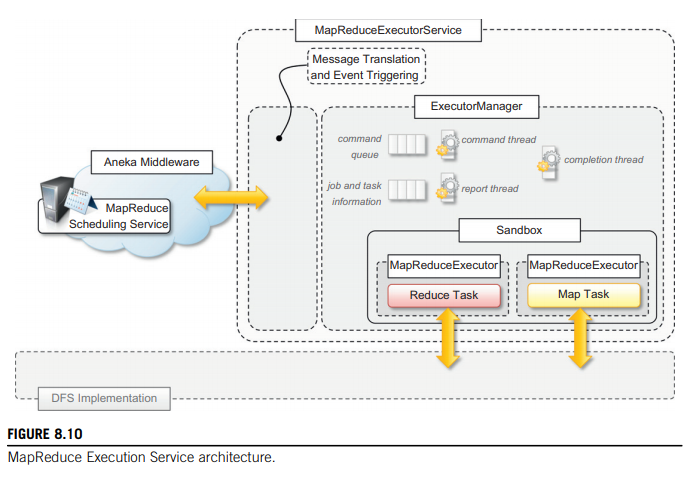 MapReduceExecutorService
Message Translation
and Event Triggering
ExecutorManager
command
queue
command thread
completion thread
job and task
information
report thread
Aneka Middleware
MapReduce
Scheduling Service
Sandbox
MapReduceExecutor
MapReduceExecutor
Reduce Task
Map Task
DFS Implementation
FIGURE 8.10
MapReduce Execution Service architecture.